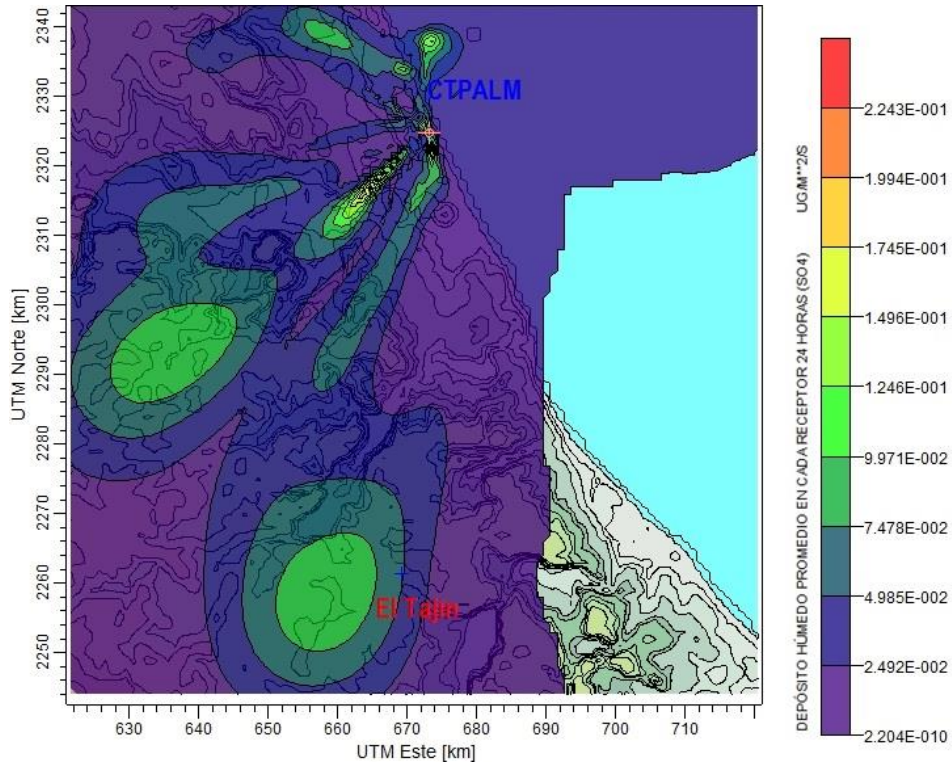 2340
2330
2320
2310
2300
2290
2280
2270
2260
2250
UTM Norte [km]
CTPALM
El Tajin
630 640 650 660 670 680 690 700 710
UTM Este [km]
DEPÓSITO HÚMEDO PROMEDIO EN CADA RECEPTOR 24 HORAS (SO4) UG/M**2/S
2.243E-001
1.994E-001
1.745E-001
1.496E-001
1.246E-001
9.971E-002
7.478E-002
4.985E-002
2.492E-002
2.204E-010